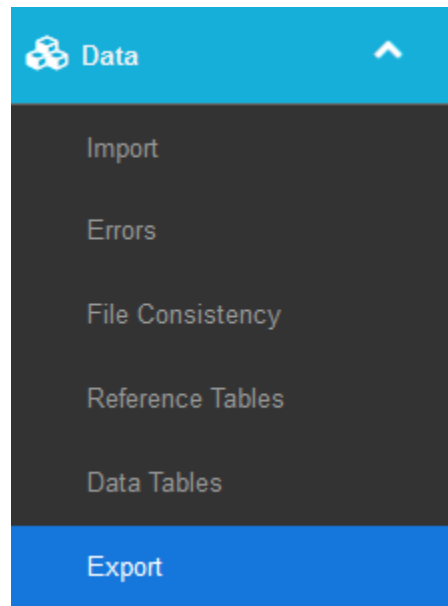 Data
Import
Errors
File Consistency
Reference Tables
Data Tables
Export